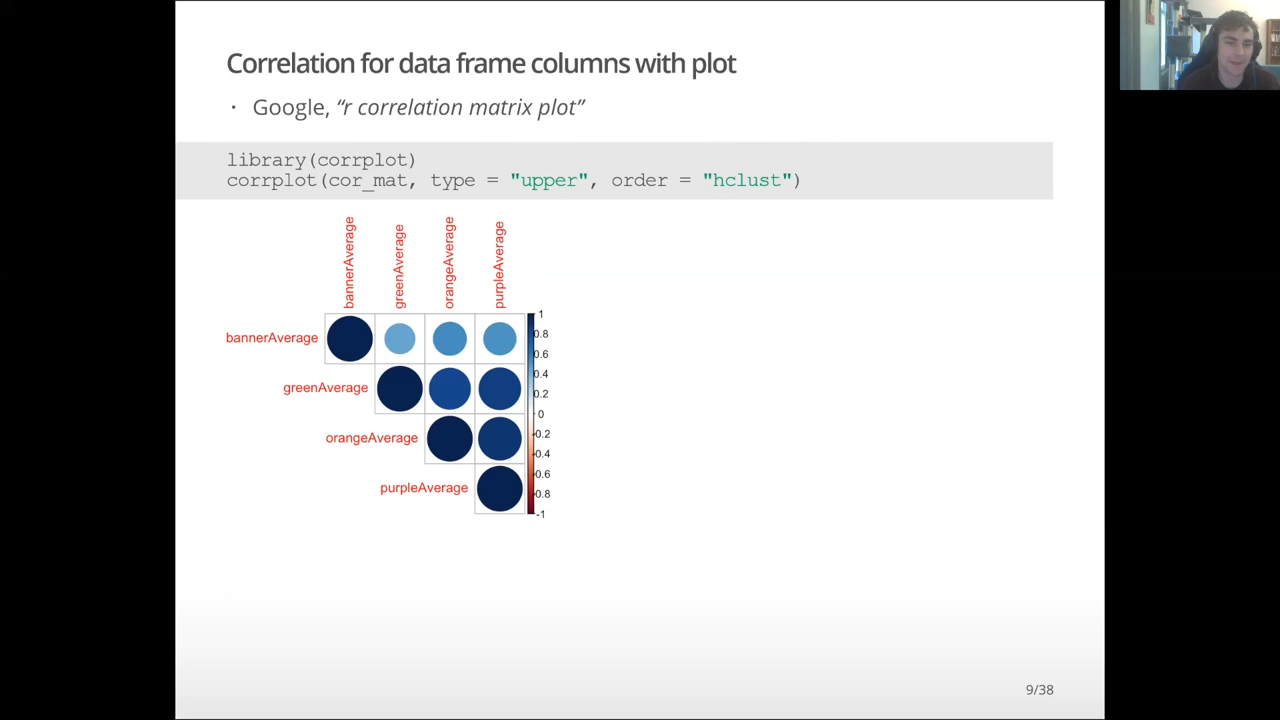 Correlation for data frame columns with plot
· Google, “r correlation matrix plot”
library(corrplot)
corrplot(cor_mat, type = "upper", order = "hclust")
bannerAverage
greenAverage
orangeAverage
purpleAverage
bannerAverage
greenAverage
orangeAverage
purpleAverage
1
0.8
0.6
0.4
0.2
0
-0.2
-0.4
-0.6
-0.8
-1
9/38